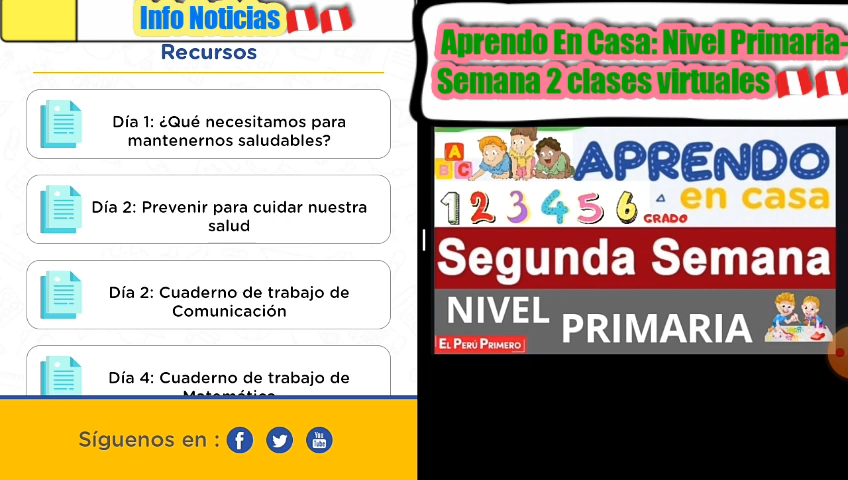 Info Noticias
Recursos
Día 1: ¿Qué necesitamos para
mantenernos saludables?
Día 2: Prevenir para cuidar nuestra
salud
Día 2: Cuaderno de trabajo de
Comunicación
Día 4: Cuaderno de trabajo de
Matemática
Síguenos en :
You
Tube
Aprendo En Casa: Nivel Primaria-
Semana 2 clases virtuales
A
B C
APRENDO
en casa
1 2 3 4 5 6 GRADO
Segunda Semana
NIVEL
PRIMARIA
EL PERÚ PRIMERO